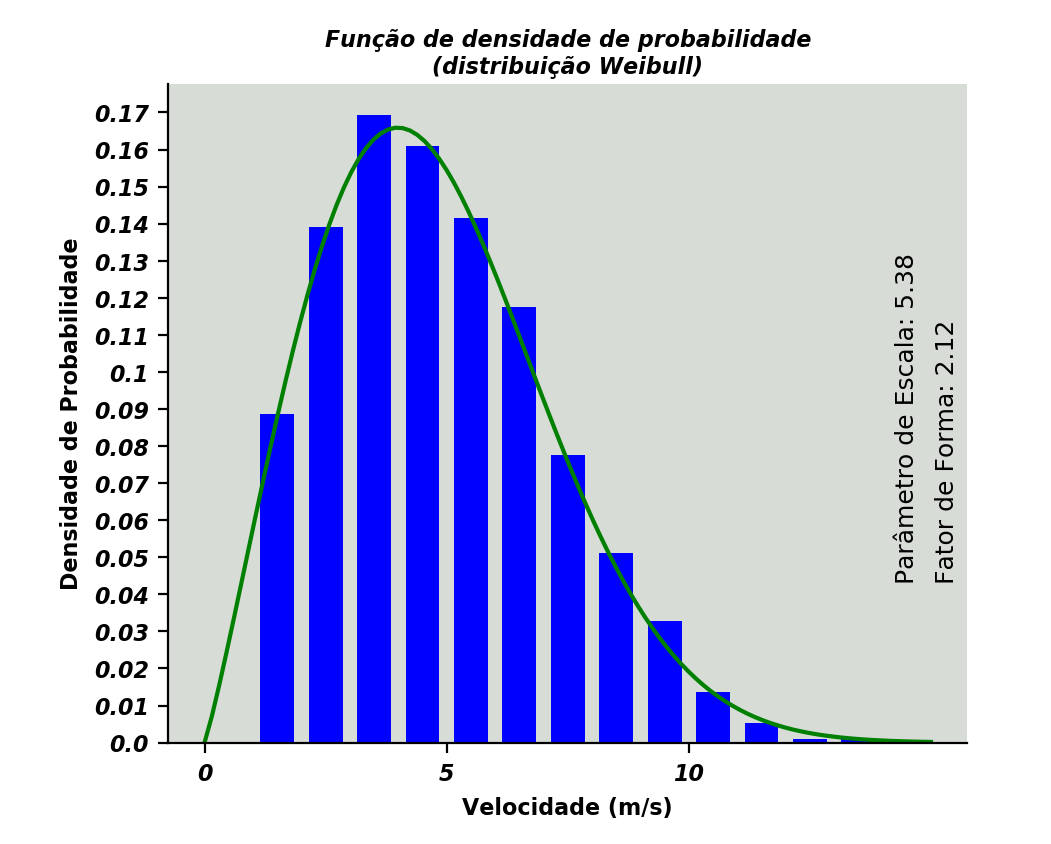 Função de densidade de probabilidade
(distribuição Weibull)
Densidade de Probabilidade
0.17
0.16
0.15
0.14
0.13
0.12
0.11
0.1
0.09
0.08
0.07
0.06
0.05
0.04
0.03
0.02
0.01
0.0
0 5 10
Velocidade (m/s)
Parâmetro de Escala: 5.38
Fator de Forma: 2.12